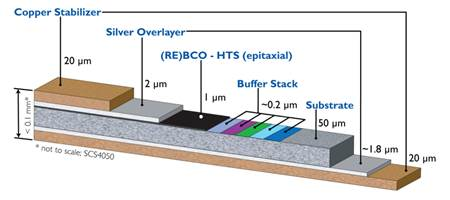 Copper Stabilizer
Silver Overlayer
(RE)BCO - HTS (epitaxial)
20 μm
Buffer Stack
2 μm
1 μm
~0.2 μm
Substrate
50 μm
< 0.1 mm*
* not to scale; SCS4050
~1.8 μm
20 μm